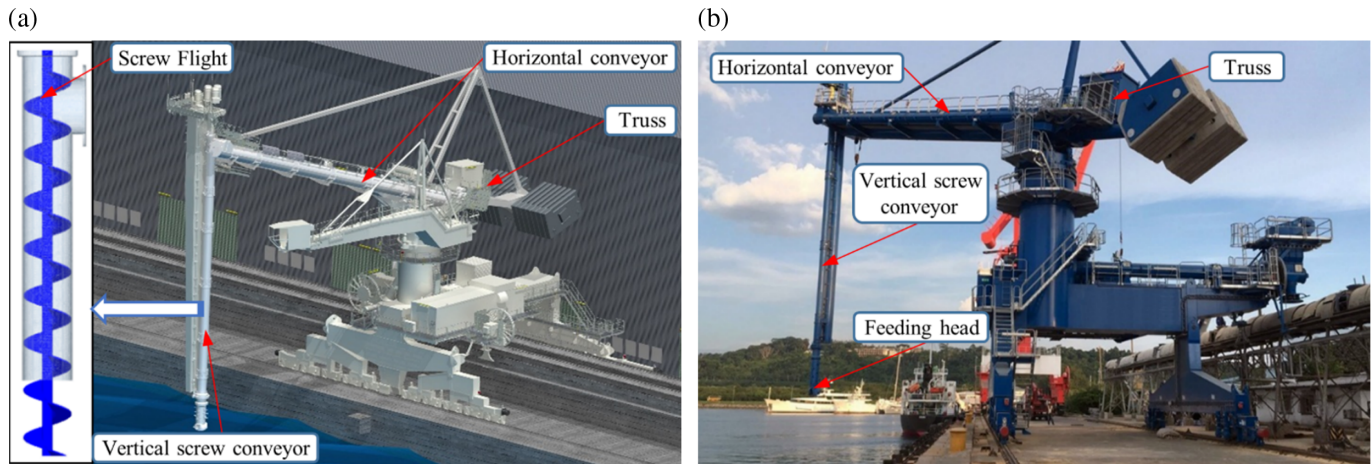 (a)
(b)
Screw Flight
Horizontal conveyor
Truss
Vertical screw conveyor
Horizontal conveyor
Truss
Vertical screw
conveyor
Feeding head